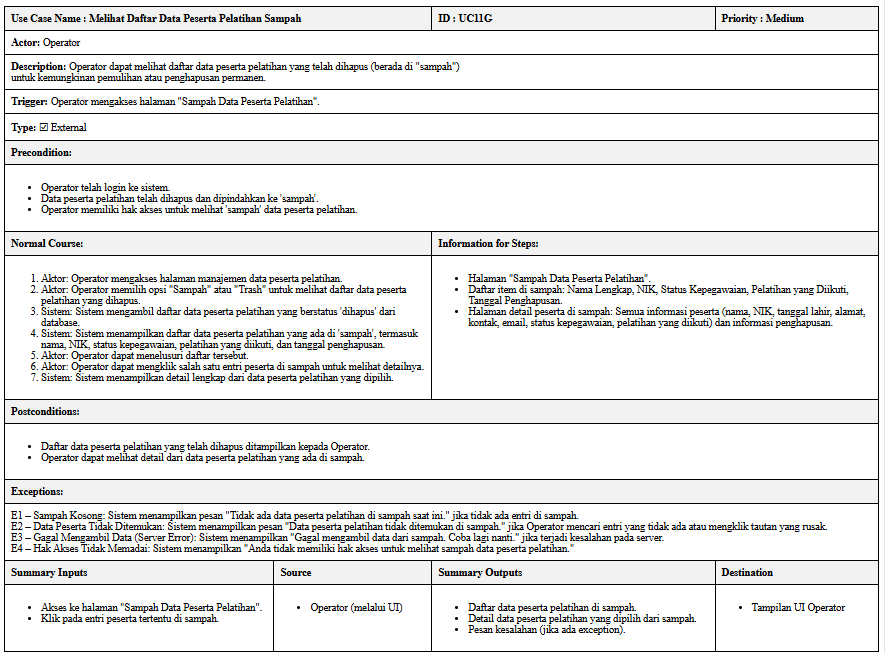 Use Case Name : Melihat Daftar Data Peserta Pelatihan Sampah
ID : UC11G
Priority : Medium
Actor: Operator
Description: Operator dapat melihat daftar data peserta pelatihan yang telah dihapus (berada di "sampah")
untuk kemungkinan pemulihan atau penghapusan permanen.
Trigger: Operator mengakses halaman "Sampah Data Peserta Pelatihan".
Type: ☑ External
Precondition:
• Operator telah login ke sistem.
• Data peserta pelatihan telah dihapus dan dipindahkan ke 'sampah'.
• Operator memiliki hak akses untuk melihat 'sampah' data peserta pelatihan.
Normal Course:
1. Aktor: Operator mengakses halaman manajemen data peserta pelatihan.
2. Aktor: Operator memilih opsi "Sampah" atau "Trash" untuk melihat daftar data peserta
pelatihan yang dihapus.
3. Sistem: Sistem mengambil daftar data peserta pelatihan yang berstatus 'dihapus' dari
database.
4. Sistem: Sistem menampilkan daftar data peserta pelatihan yang ada di 'sampah', termasuk
nama, NIK, status kepegawaian, pelatihan yang diikuti, dan tanggal penghapusan.
5. Aktor: Operator dapat menelusuri daftar tersebut.
6. Aktor: Operator dapat mengklik salah satu entri peserta di sampah untuk melihat detailnya.
7. Sistem: Sistem menampilkan detail lengkap dari data peserta pelatihan yang dipilih.
Information for Steps:
• Halaman "Sampah Data Peserta Pelatihan".
• Daftar item di sampah: Nama Lengkap, NIK, Status Kepegawaian, Pelatihan yang Diikuti,
Tanggal Penghapusan.
• Halaman detail peserta di sampah: Semua informasi peserta (nama, NIK, tanggal lahir, alamat,
kontak, email, status kepegawaian, pelatihan yang diikuti) dan informasi penghapusan.
Postconditions:
• Daftar data peserta pelatihan yang telah dihapus ditampilkan kepada Operator.
• Operator dapat melihat detail dari data peserta pelatihan yang ada di sampah.
Exceptions:
E1 – Sampah Kosong: Sistem menampilkan pesan "Tidak ada data peserta pelatihan di sampah saat ini." jika tidak ada entri di sampah.
E2 – Data Peserta Tidak Ditemukan: Sistem menampilkan pesan "Data peserta pelatihan tidak ditemukan di sampah." jika Operator mencari entri yang tidak ada atau mengklik tautan yang rusak.
E3 – Gagal Mengambil Data (Server Error): Sistem menampilkan "Gagal mengambil data dari sampah. Coba lagi nanti." jika terjadi kesalahan pada server.
E4 – Hak Akses Tidak Memadai: Sistem menampilkan "Anda tidak memiliki hak akses untuk melihat sampah data peserta pelatihan."
Summary Inputs
• Akses ke halaman "Sampah Data Peserta Pelatihan".
• Klik pada entri peserta tertentu di sampah.
Source
• Operator (melalui UI)
Summary Outputs
• Daftar data peserta pelatihan di sampah.
• Detail data peserta pelatihan yang dipilih dari sampah.
• Pesan kesalahan (jika ada exception).
Destination
• Tampilan UI Operator